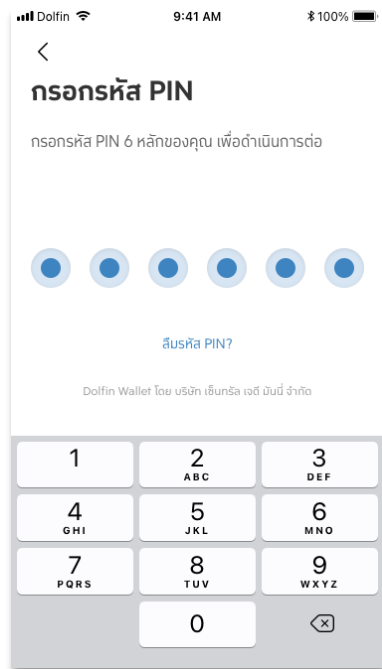 Dolfin 9:41 AM 100%
กรอกรหัส PIN
กรอกรหัส PIN 6 หลักของคุณ เพื่อดำเนินการต่อ
ลืมรหัส PIN?
Dolfin Wallet โดย บริษัท เซ็นทรัล เจดี มันนี่ จำกัด
1 2 3
ABC DEF
4 5 6
GHI JKL MNO
7 8 9
PQRS TUV WXYZ
0